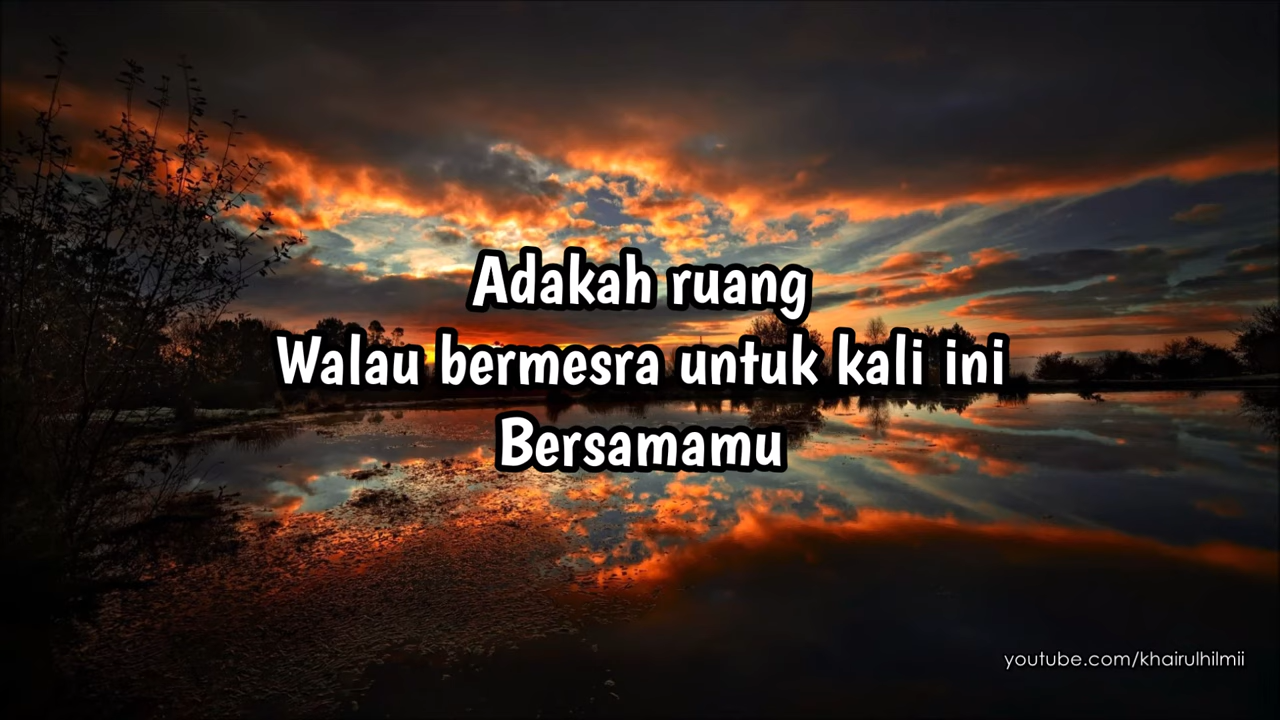 Adakah ruang
Walau bermesra untuk kali ini
Bersamamu
youtube.com/khairulhilmii